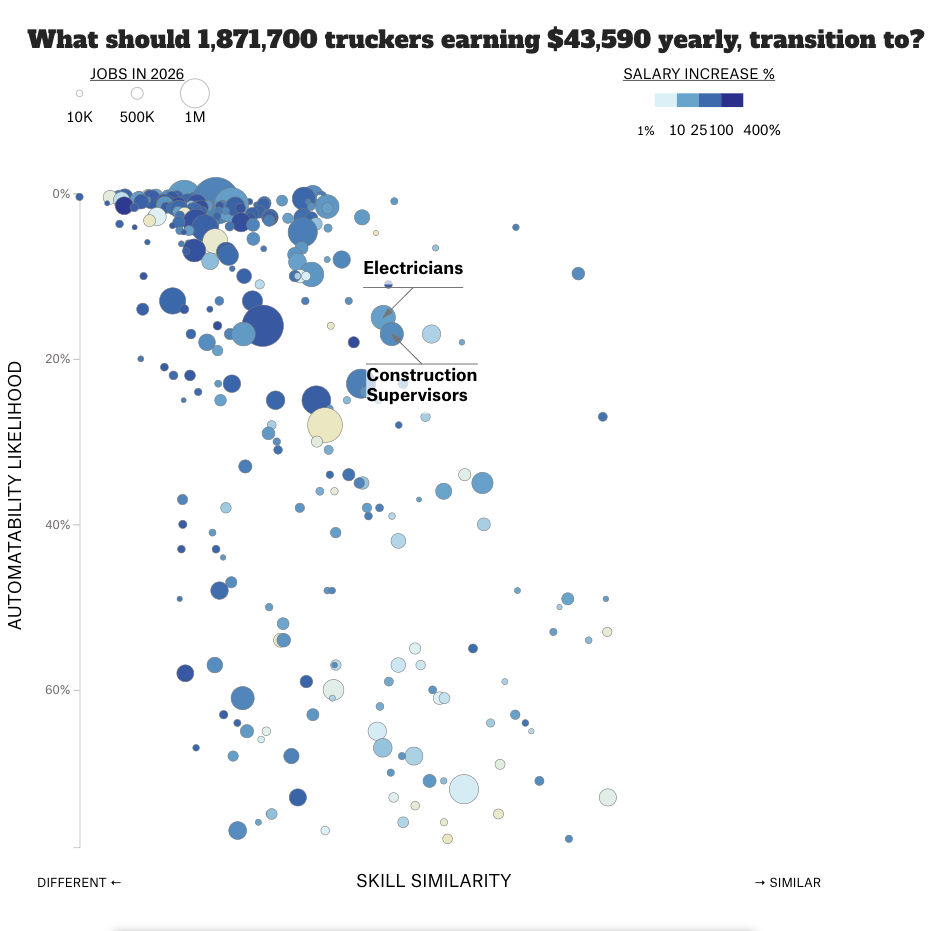 What should 1,871,700 truckers earning $43,590 yearly, transition to?
JOBS IN 2026
10K 500K 1M
SALARY INCREASE %
1% 10 25 100 400%
0%
20%
40%
60%
AUTOMATABILITY LIKELIHOOD
Electricians
Construction
Supervisors
DIFFERENT ←
SKILL SIMILARITY
→ SIMILAR